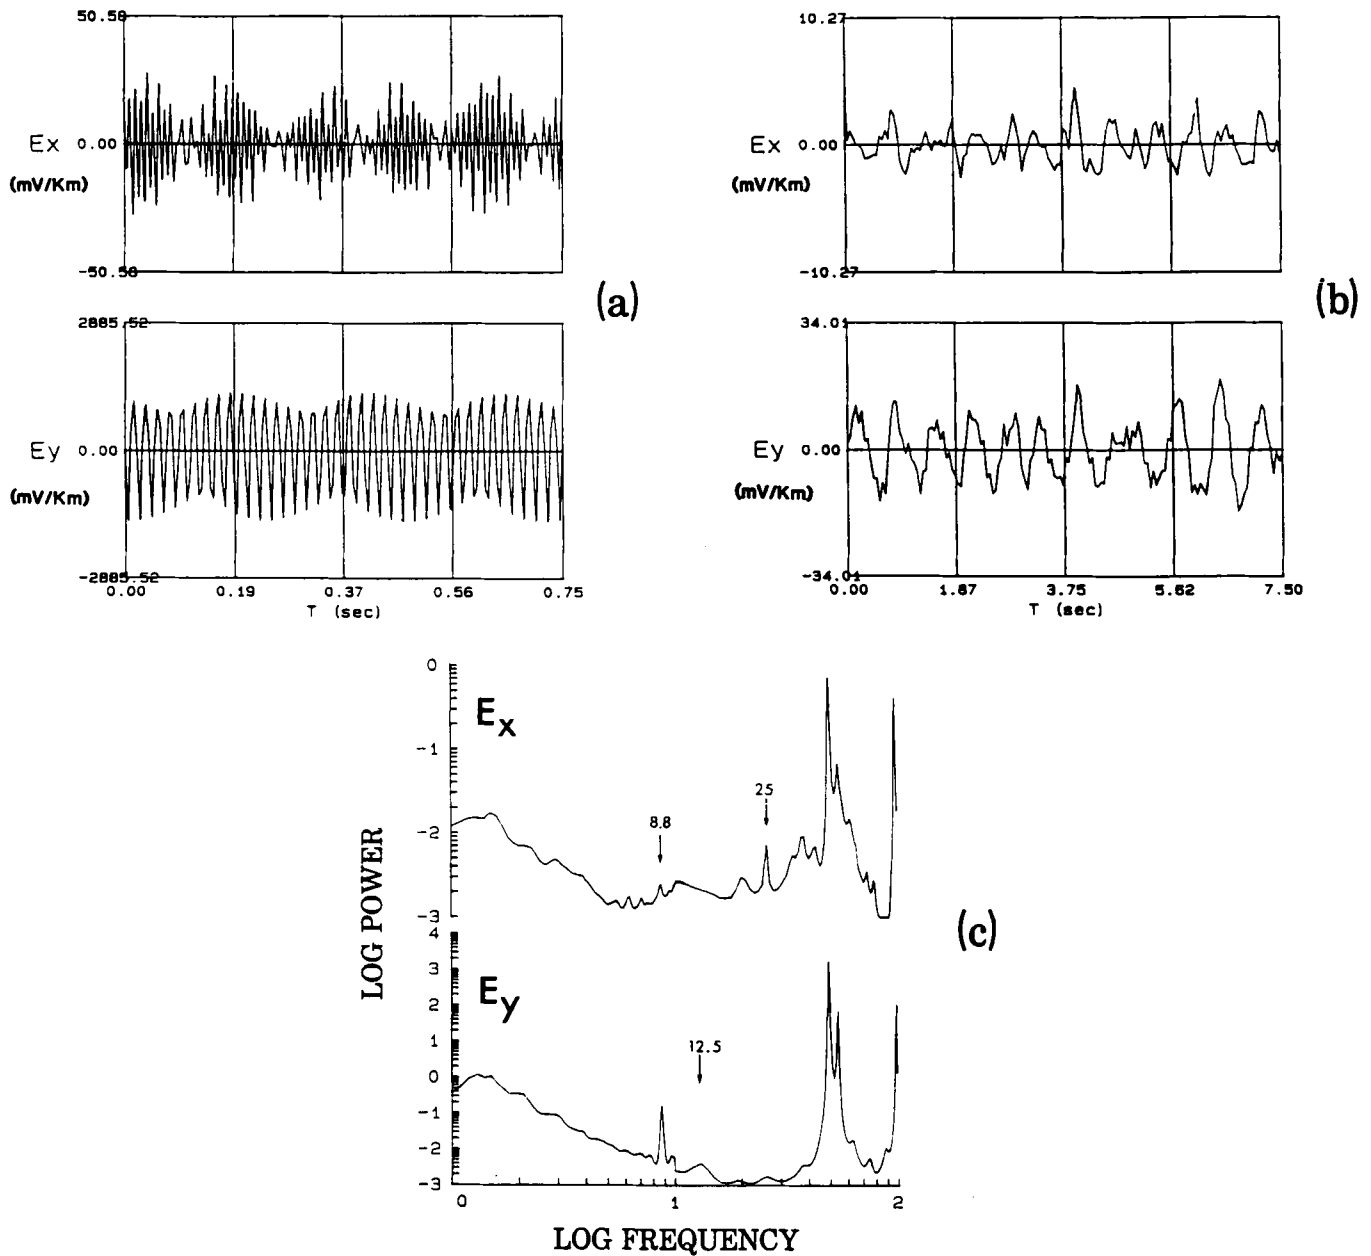 50.58
Ex 0.00
(mV/Km)
-50.58
(a)
2885.52
Ey 0.00
(mV/Km)
-2885.52
0.00 0.19 0.37 0.56 0.75
T (sec)
10.27
Ex 0.00
(mV/Km)
-10.27
(b)
34.01
Ey 0.00
(mV/Km)
-34.01
0.00 1.87 3.75 5.62 7.50
T (sec)
0
Ex
-1
25
8.8
-2
-3
(c)
LOG POWER
4
3
Ey
2
1
12.5
0
-1
-2
-3
0 1 2
LOG FREQUENCY